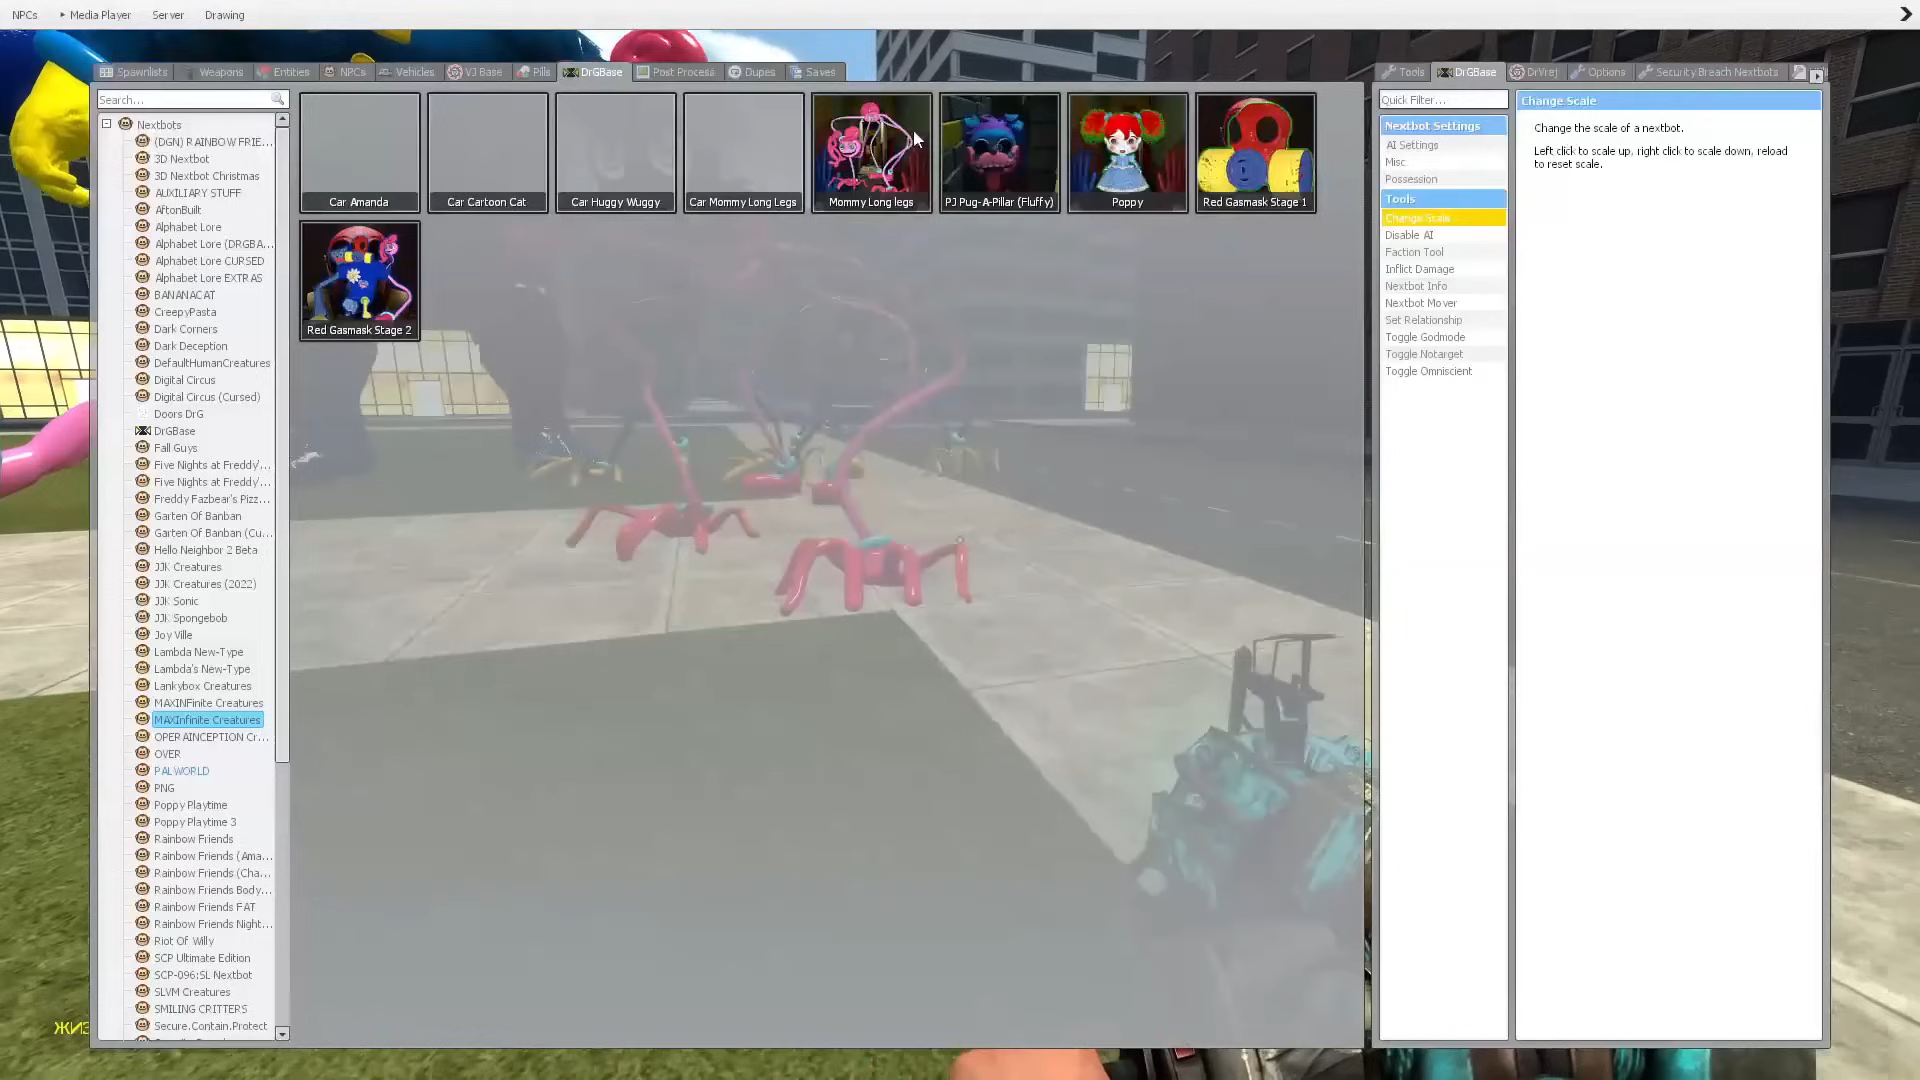 NPCs
Media Player
Server
Drawing
Spawnlists
Weapons
Entities
NPCs
Vehicles
VJ Base
Pills
DrGBase
Post Process
Dupes
Saves
Search...
Nextbots
(DGN) RAINBOW FRIE...
3D Nextbot
3D Nextbot Christmas
AUXILIARY STUFF
AftonBuilt
Alphabet Lore
Alphabet Lore (DRGBA...
Alphabet Lore CURSED
Alphabet Lore EXTRAS
BANANACAT
CreepyPasta
Dark Corners
Dark Deception
DefaultHumanCreatures
Digital Circus
Digital Circus (Cursed)
Doors DrG
DrGBase
Fall Guys
Five Nights at Freddy'...
Five Nights at Freddy'...
Freddy Fazbear's Pizz...
Garten Of Banban
Garten Of Banban (Cu...
Hello Neighbor 2 Beta
JJK Creatures
JJK Creatures (2022)
JJK Sonic
JJK Spongebob
Joy Ville
Lambda New-Type
Lambda's New-Type
Lankybox Creatures
MAXINFinite Creatures
MAXInfinite Creatures
OPERAINCEPTION Cr...
OVER
PALWORLD
PNG
Poppy Playtime
Poppy Playtime 3
Rainbow Friends
Rainbow Friends (Ama...
Rainbow Friends (Cha...
Rainbow Friends Body...
Rainbow Friends FAT
Rainbow Friends Night...
Riot Of Willy
SCP Ultimate Edition
SCP-096:SL Nextbot
SLVM Creatures
SMILING CRITTERS
Secure.Contain.Protect
Car Amanda
Car Cartoon Cat
Car Huggy Wuggy
Car Mommy Long Legs
Mommy Long legs
PJ Pug-A-Pillar (Fluffy)
Poppy
Red Gasmask Stage 1
Red Gasmask Stage 2
Tools
DrGBase
DrVrej
Options
Security Breach Nextbots
Quick Filter...
Nextbot Settings
AI Settings
Misc.
Possession
Tools
Change Scale
Disable AI
Faction Tool
Inflict Damage
Nextbot Info
Nextbot Mover
Set Relationship
Toggle Godmode
Toggle Notarget
Toggle Omniscient
Change Scale
Change the scale of a nextbot.
Left click to scale up, right click to scale down, reload
to reset scale.
ЖИЗ